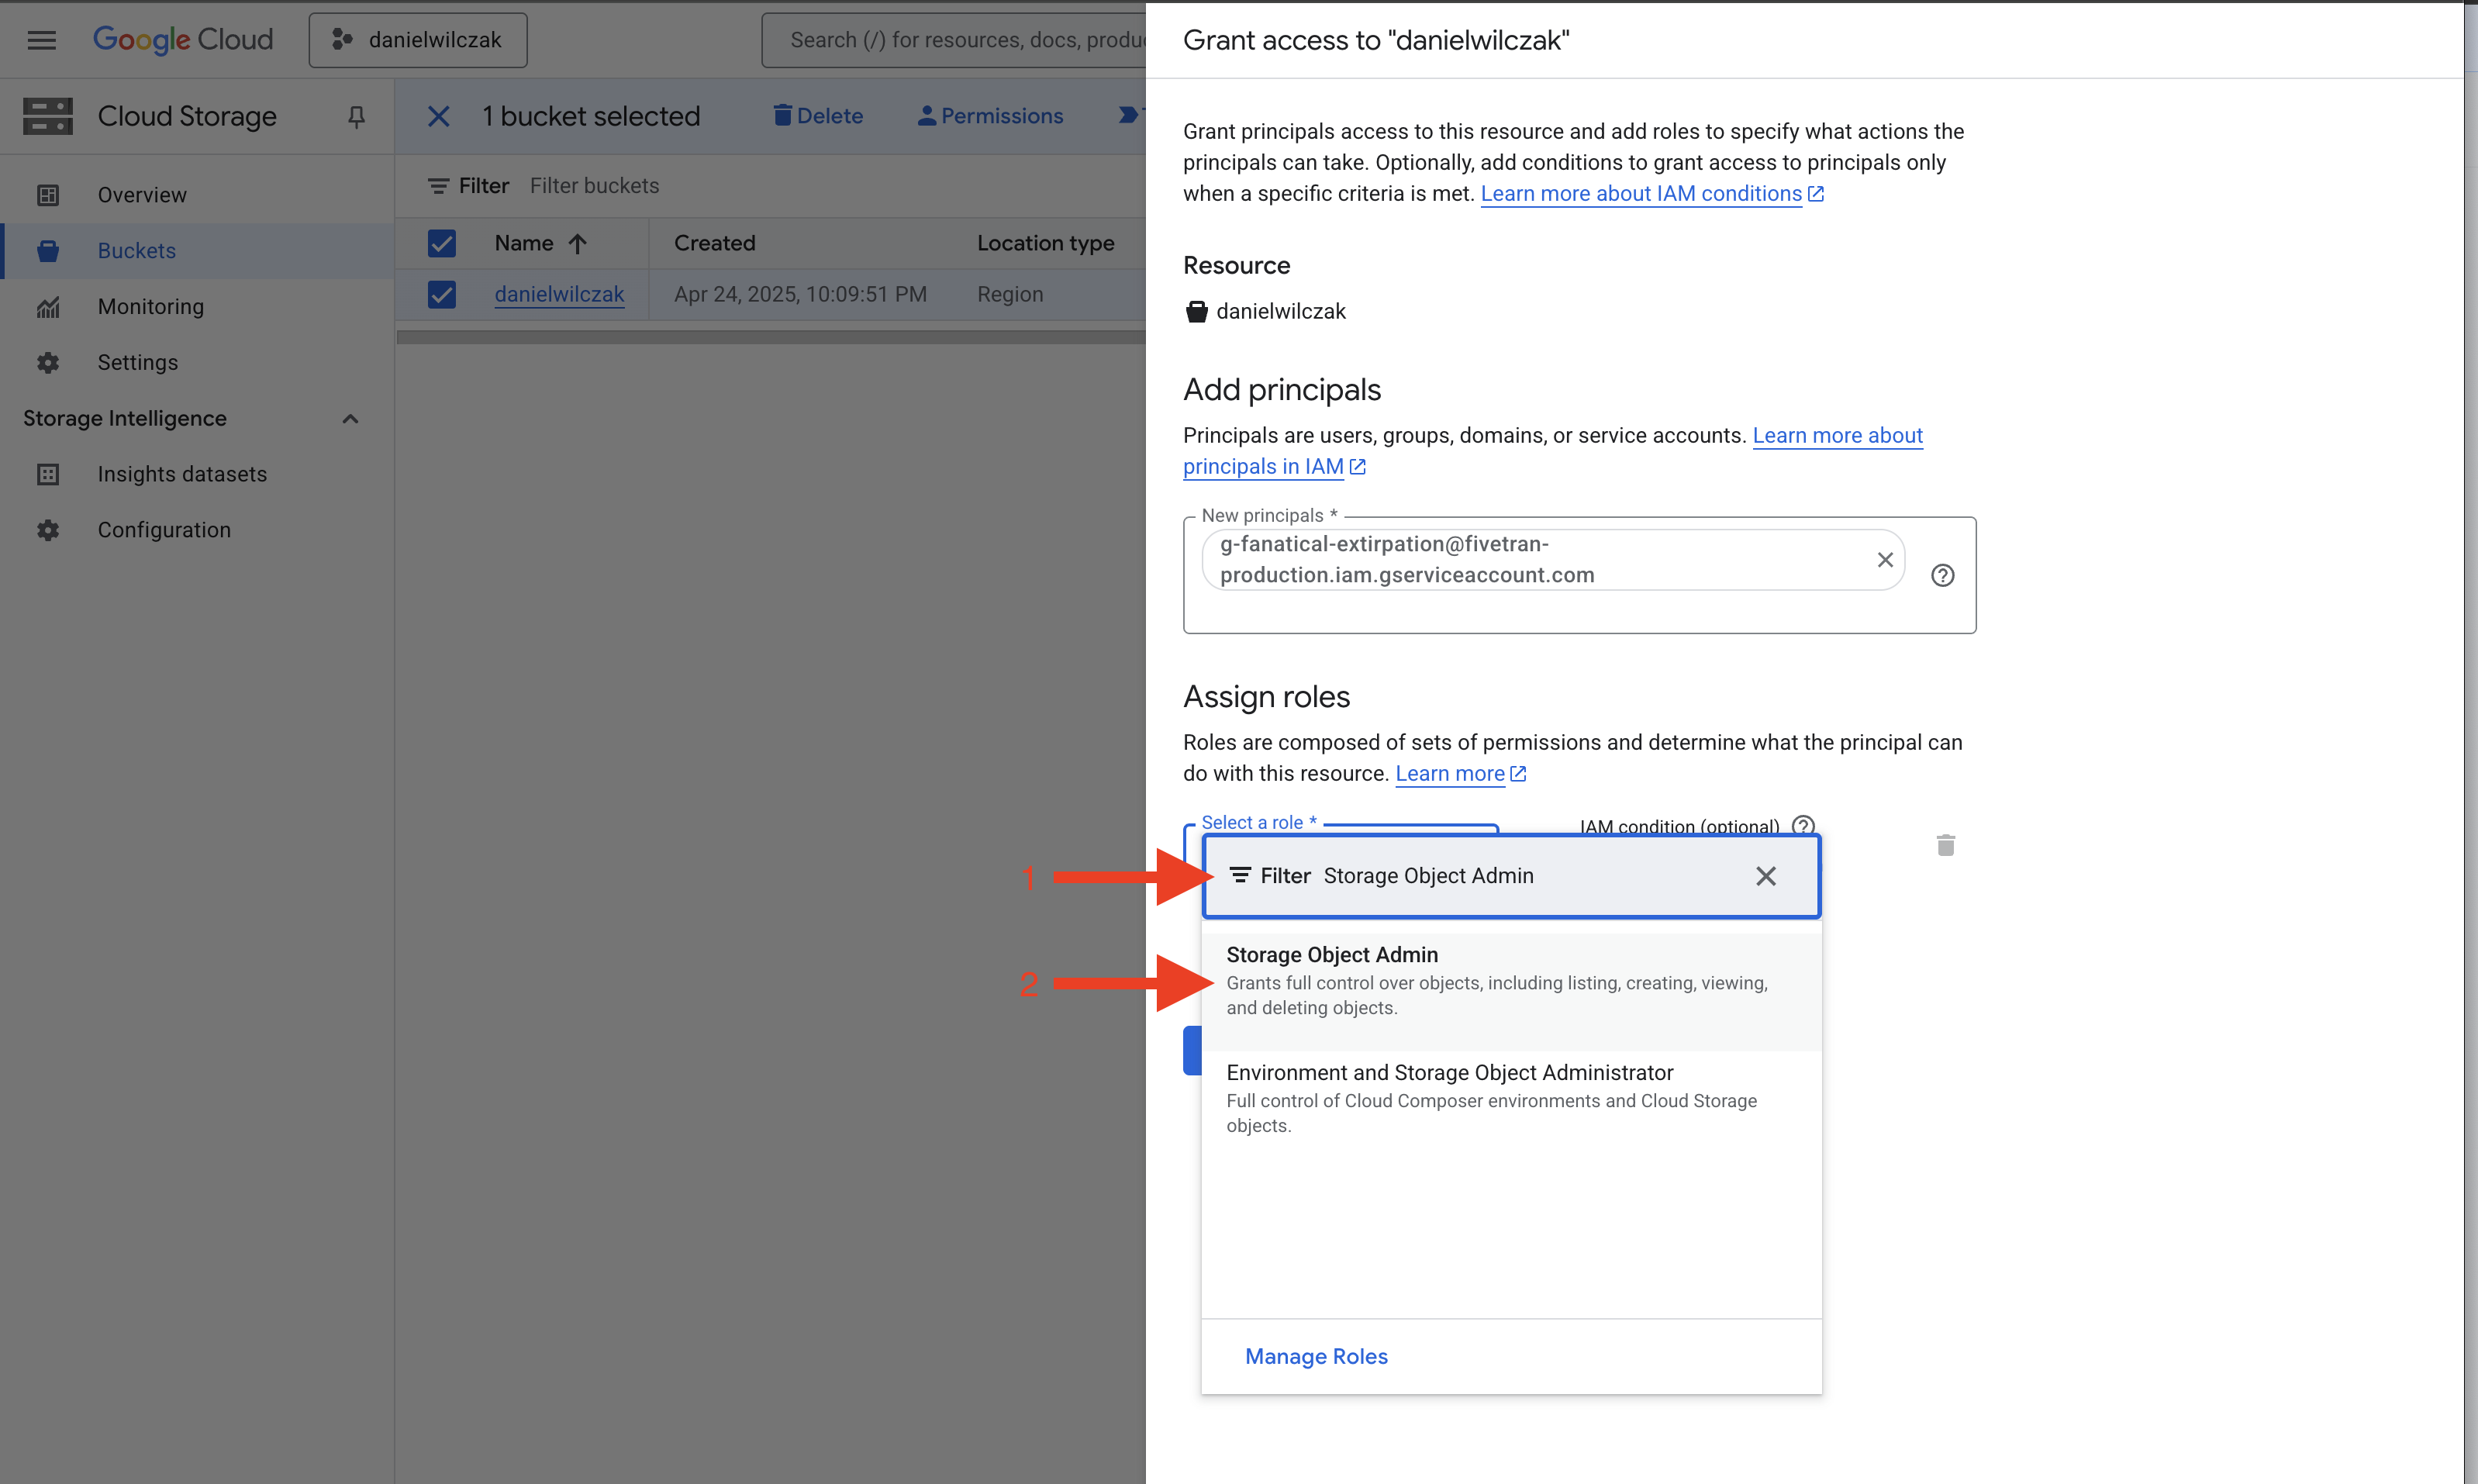 Google Cloud
danielwilczak
Search (/) for resources, docs, produ
Cloud Storage
Overview
Buckets
Monitoring
Settings
Storage Intelligence
Insights datasets
Configuration
1 bucket selected
Delete
Permissions
Filter Filter buckets
Name Created Location type
danielwilczak Apr 24, 2025, 10:09:51 PM Region
Grant access to "danielwilczak"
Grant principals access to this resource and add roles to specify what actions the
principals can take. Optionally, add conditions to grant access to principals only
when a specific criteria is met. Learn more about IAM conditions
Resource
danielwilczak
Add principals
Principals are users, groups, domains, or service accounts. Learn more about
principals in IAM
New principals *
g-fanatical-extirpation@fivetran-
production.iam.gserviceaccount.com
Assign roles
Roles are composed of sets of permissions and determine what the principal can
do with this resource. Learn more
Select a role *
IAM condition (optional)
1
Filter Storage Object Admin
2
Storage Object Admin
Grants full control over objects, including listing, creating, viewing,
and deleting objects.
Environment and Storage Object Administrator
Full control of Cloud Composer environments and Cloud Storage
objects.
Manage Roles